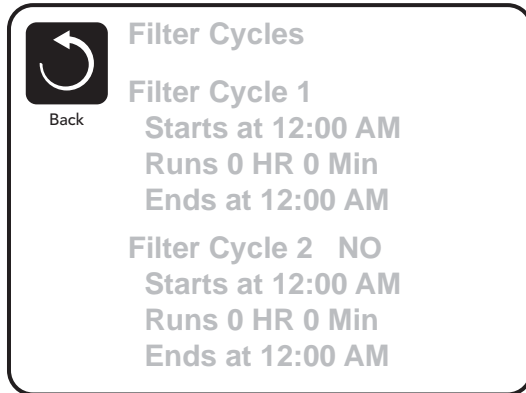 Filter Cycles
Back
Filter Cycle 1
Starts at 12:00 AM
Runs 0 HR 0 Min
Ends at 12:00 AM
Filter Cycle 2 NO
Starts at 12:00 AM
Runs 0 HR 0 Min
Ends at 12:00 AM